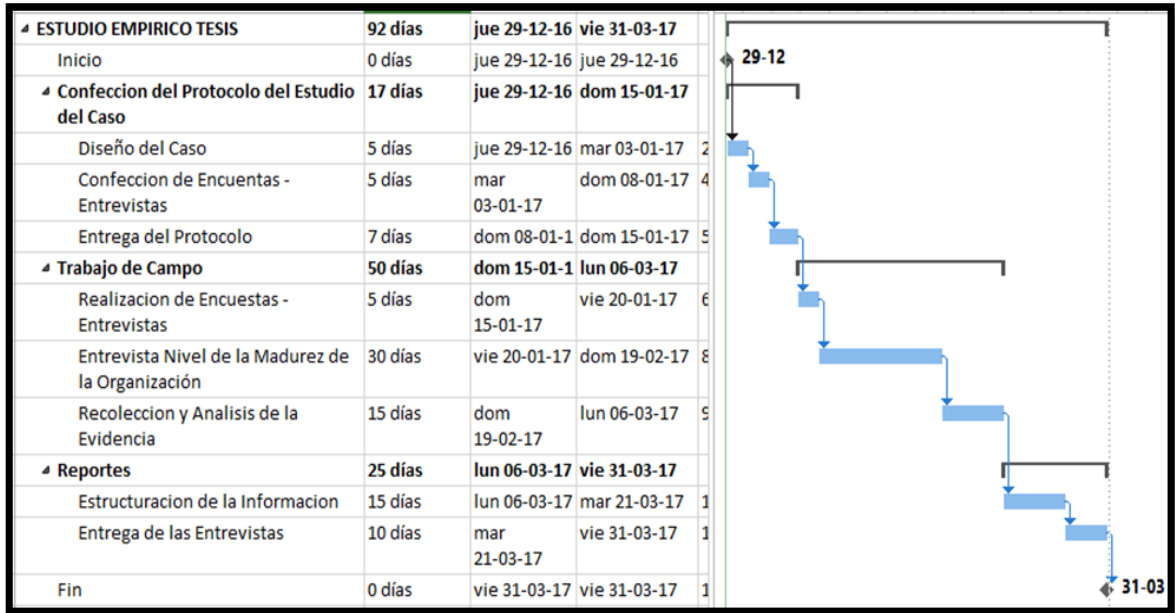 ESTUDIO EMPIRICO TESIS 92 días jue 29-12-16 vie 31-03-17
Inicio 0 días jue 29-12-16 jue 29-12-16 29-12
Confeccion del Protocolo del Estudio 17 días jue 29-12-16 dom 15-01-17
del Caso
Diseño del Caso 5 días jue 29-12-16 mar 03-01-17 2
Confeccion de Encuentas - 5 días mar dom 08-01-17 4
Entrevistas 03-01-17
Entrega del Protocolo 7 días dom 08-01-1 dom 15-01-17 5
Trabajo de Campo 50 días dom 15-01-1 lun 06-03-17
Realizacion de Encuestas - 5 días dom vie 20-01-17 6
Entrevistas 15-01-17
Entrevista Nivel de la Madurez de 30 días vie 20-01-17 dom 19-02-17 8
la Organización
Recoleccion y Analisis de la 15 días dom lun 06-03-17 9
Evidencia 19-02-17
Reportes 25 días lun 06-03-17 vie 31-03-17
Estructuracion de la Informacion 15 días lun 06-03-17 mar 21-03-17 1
Entrega de las Entrevistas 10 días mar vie 31-03-17 1
21-03-17
Fin 0 días vie 31-03-17 vie 31-03-17 1 31-03